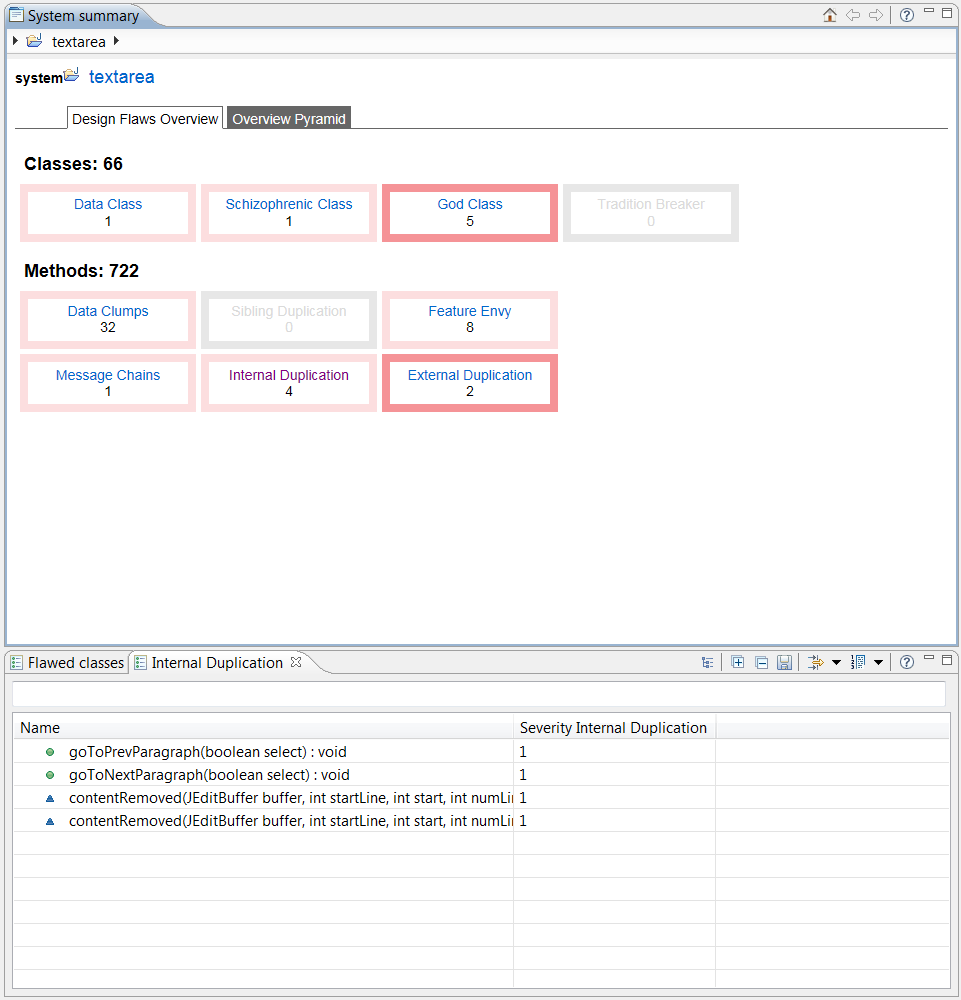 System summary
textarea
system textarea
Design Flaws Overview Overview Pyramid
Classes: 66
Data Class Schizophrenic Class God Class Tradition Breaker
1 1 5 0
Methods: 722
Data Clumps Sibling Duplication Feature Envy
32 0 8
Message Chains Internal Duplication External Duplication
1 4 2
Flawed classes Internal Duplication
Name Severity Internal Duplication
goToPrevParagraph(boolean select) : void 1
goToNextParagraph(boolean select) : void 1
contentRemoved(JEditBuffer buffer, int startLine, int start, int numLi 1
contentRemoved(JEditBuffer buffer, int startLine, int start, int numLi 1